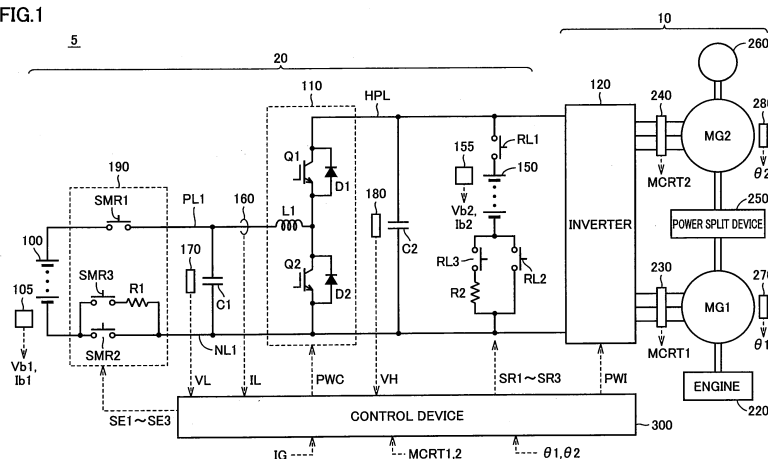 FIG.1
5
10
20
260
110
HPL
120
240
280
MG2
RL1
155
150
Q1
D1
190
SMR1
PL1
160
L1
180
Vb2,
Ib2
MCRT2
θ2
250
POWER SPLIT DEVICE
INVERTER
170
C2
100
SMR3
R1
105
C1
Q2
D2
RL3
RL2
R2
230
270
MG1
SMR2
NL1
Vb1,
Ib1
MCRT1
θ1
VL
IL
PWC
VH
SR1~SR3
PWI
ENGINE
220
SE1~SE3
CONTROL DEVICE
300
IG
MCRT1,2
θ1,θ2